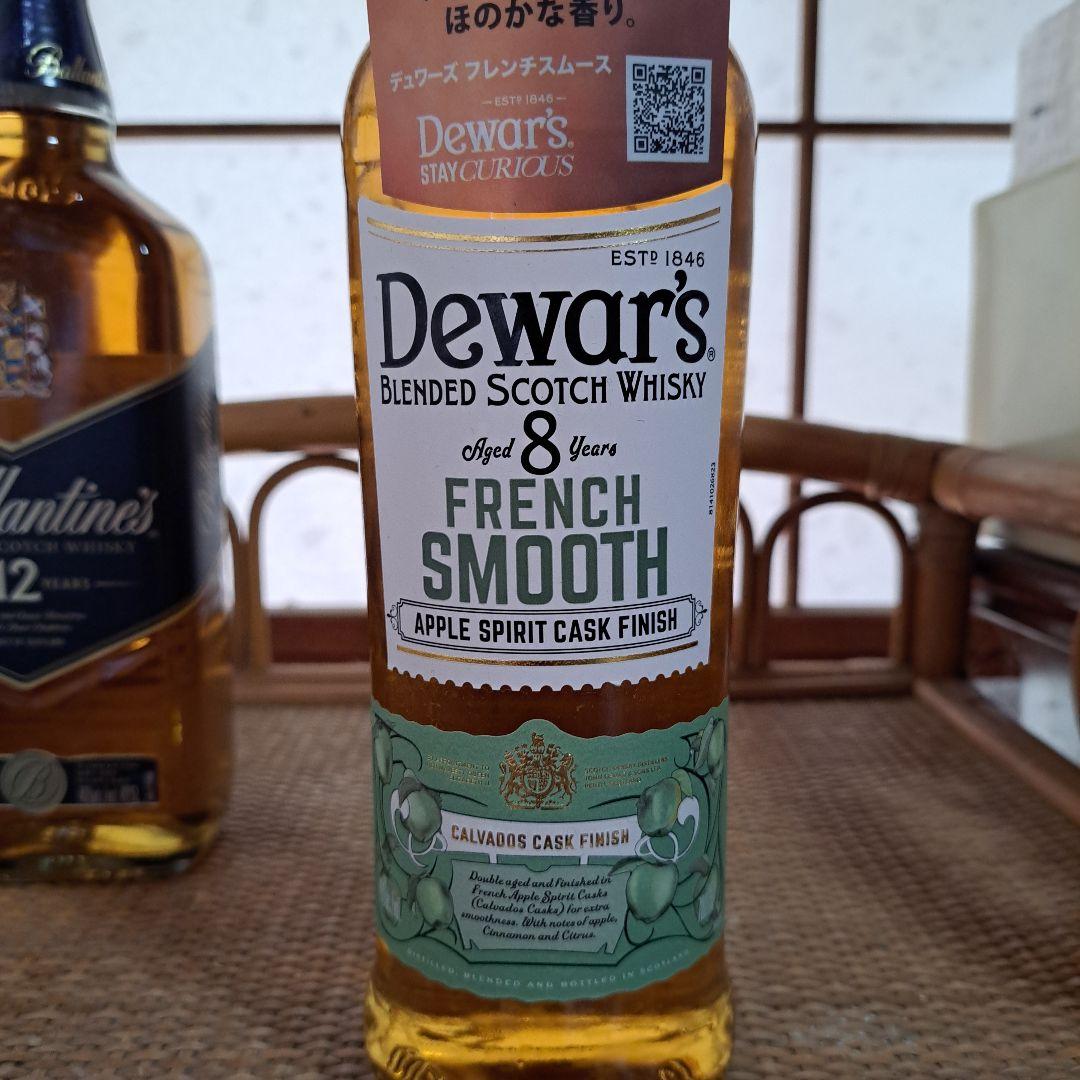 ほのかな香り。
デュワーズ フレンチスムース
ESTD 1846
Dewar's®
STAY CURIOUS
ESTD 1846
Dewar's®
BLENDED SCOTCH WHISKY
Aged 8 Years
FRENCH
SMOOTH
APPLE SPIRIT CASK FINISH
8141026823
CALVADOS CASK FINISH
Double aged and finished in
French Apple Spirit Casks
(Calvados Casks) for extra
smoothness. With notes of apple,
Cinnamon and Citrus.
DISTILLED, BLENDED AND BOTTLED IN SCOTLAND
lantine's
SCOTCH WHISKY
12 YEARS
B